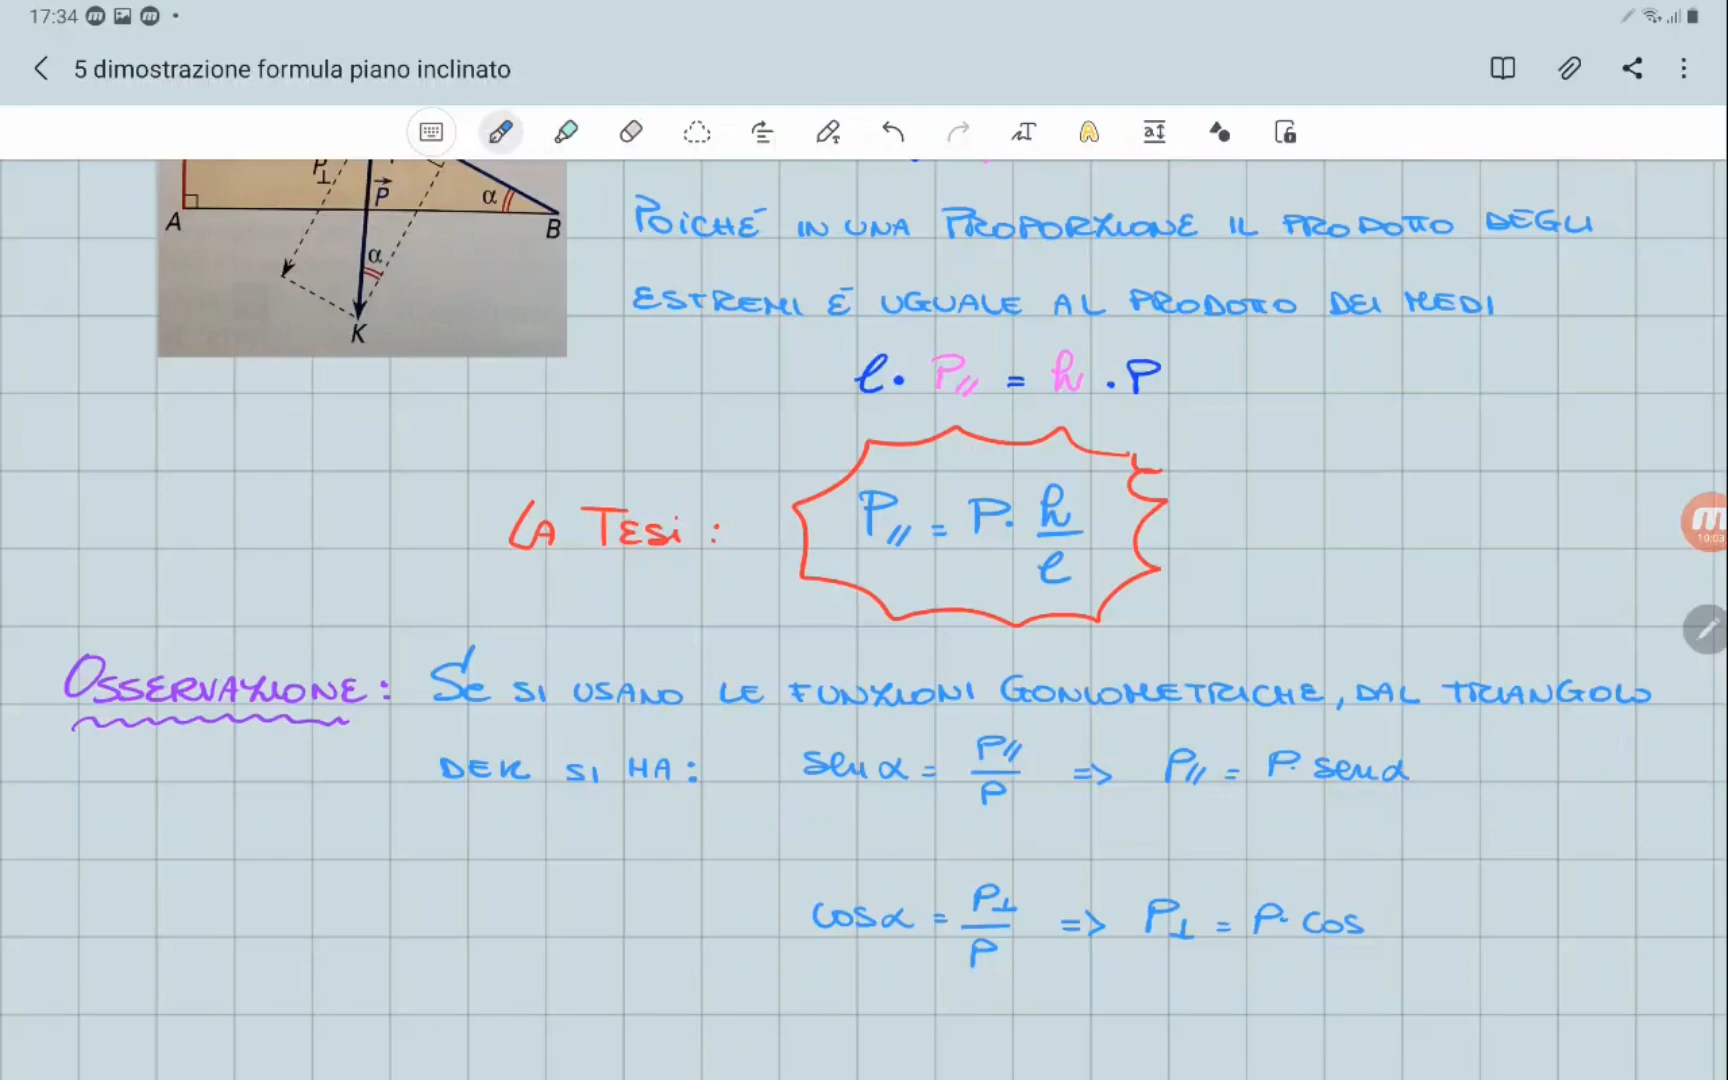 17:34
5 dimostrazione formula piano inclinato
P⊥
P
α
A
B
α
K
POICHÉ IN UNA PROPORZIONE IL PRODOTTO DEGLI
ESTREMI È UGUALE AL PRODOTTO DEI MEDI
l · P// = h · P
LA TESI: P// = P · h/l
OSSERVAZIONE: SE SI USANO LE FUNZIONI GONIOMETRICHE, DAL TRIANGOLO
DEK SI HA: sen α = P///P => P// = P · sen α
cos α = P⊥/P => P⊥ = P · cos
10:03